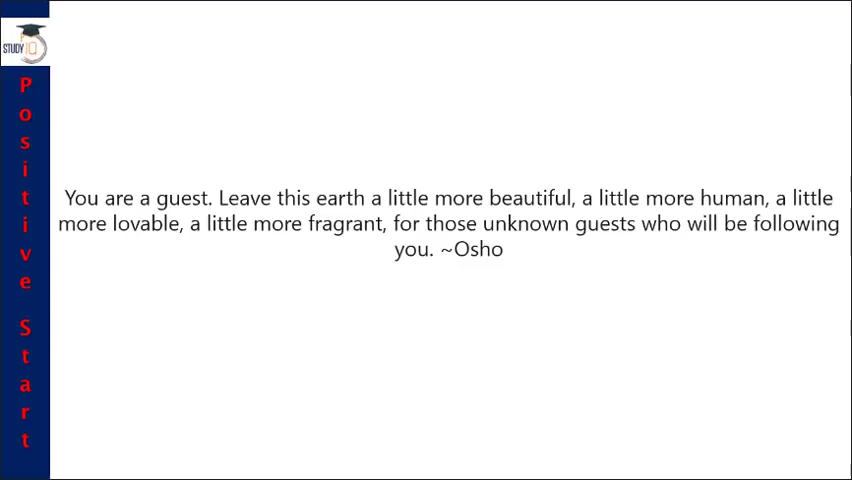 STUDY IQ
Positive Start
You are a guest. Leave this earth a little more beautiful, a little more human, a little
more lovable, a little more fragrant, for those unknown guests who will be following
you. ~Osho